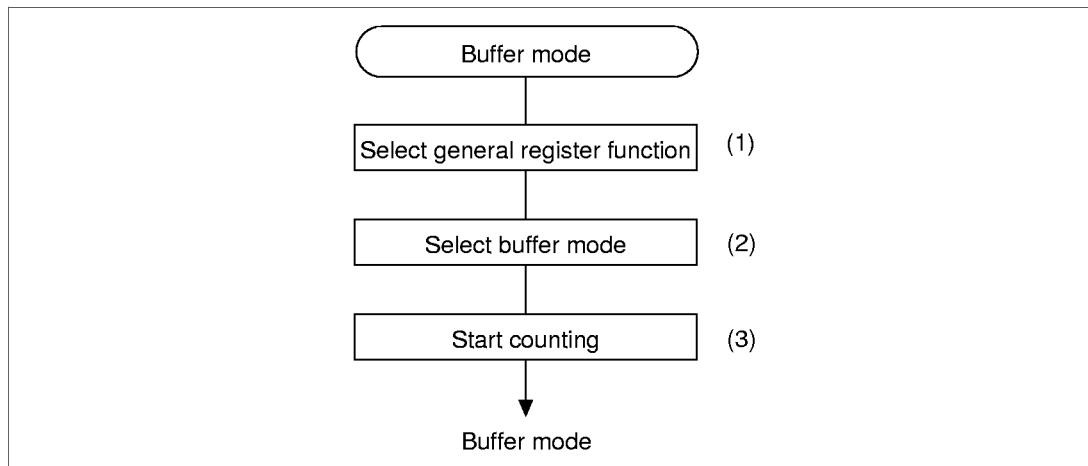 Buffer mode
Select general register function (1)
Select buffer mode (2)
Start counting (3)
Buffer mode